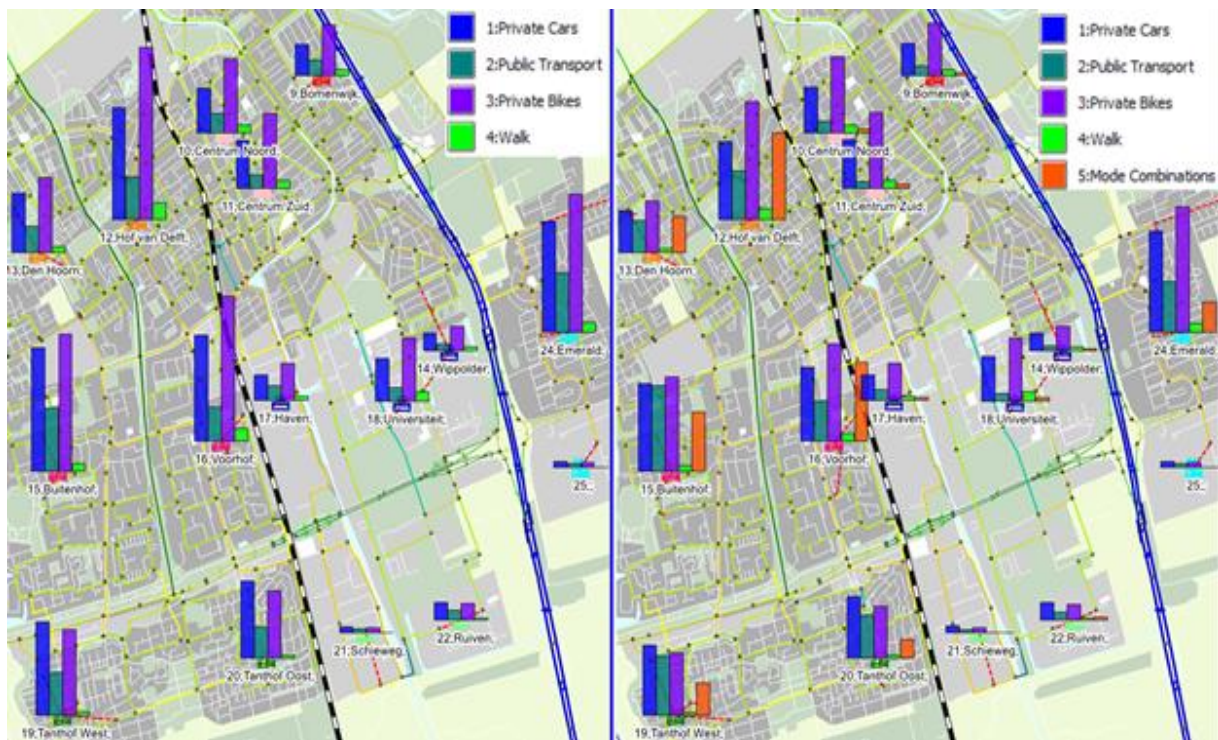 1:Private Cars
2:Public Transport
3:Private Bikes
4:Walk
9;Bomenwijk;
10;Centrum Noord;
11;Centrum Zuid;
12;Hof van Delft;
13;Den Hoorn;
14;Wippolder;
24;Emerald;
17;Haven;
18;Universiteit;
16;Voorhof;
15;Buitenhof;
25;;
22;Ruiven;
21;Schieweg;
20;Tanthof Oost;
19;Tanthof West;
1:Private Cars
2:Public Transport
3:Private Bikes
4:Walk
5:Mode Combinations
9;Bomenwijk;
10;Centrum Noord;
11;Centrum Zuid;
12;Hof van Delft;
13;Den Hoorn;
14;Wippolder;
24;Emerald;
17;Haven;
18;Universiteit;
16;Voorhof;
15;Buitenhof;
25;;
22;Ruiven;
21;Schieweg;
20;Tanthof Oost;
19;Tanthof West;